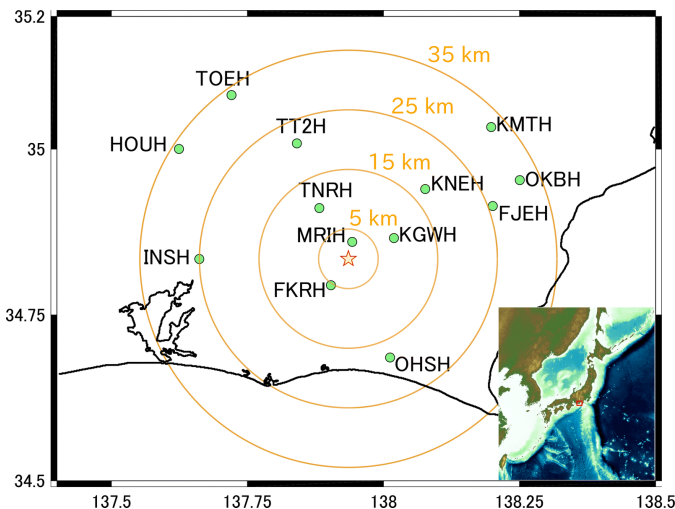 35.2
35 km
TOEH
25 km
KMTH
TT2H
HOUH
35
15 km
OKBH
KNEH
TNRH
FJEH
5 km
MRIH
KGWH
INSH
FKRH
34.75
OHSH
34.5
137.5
137.75
138
138.25
138.5